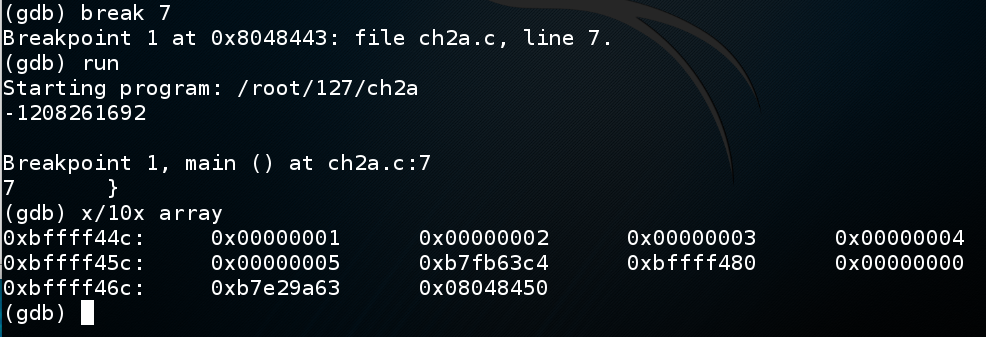 (gdb) break 7
Breakpoint 1 at 0x8048443: file ch2a.c, line 7.
(gdb) run
Starting program: /root/127/ch2a
-1208261692
Breakpoint 1, main () at ch2a.c:7
7       }
(gdb) x/10x array
0xbffff44c:     0x00000001      0x00000002      0x00000003      0x00000004
0xbffff45c:     0x00000005      0xb7fb63c4      0xbffff480      0x00000000
0xbffff46c:     0xb7e29a63      0x08048450
(gdb)